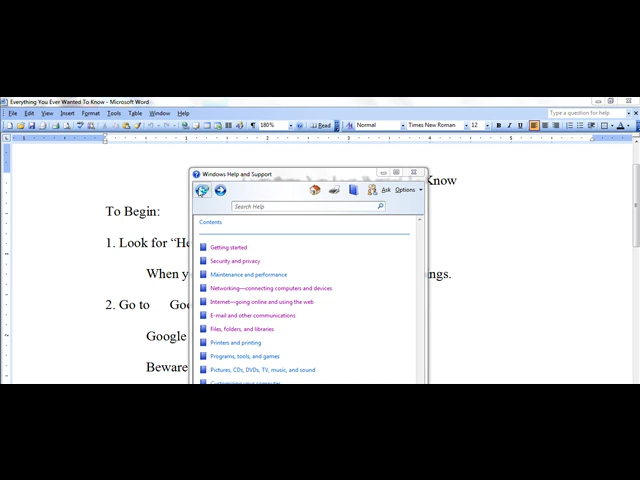 Everything You Ever Wanted To Know - Microsoft Word
File Edit View Insert Format Tools Table Window Help
Type a question for help
180% Read Normal Times New Roman 12
Windows Help and Support
Know
Ask Options
Search Help
To Begin:
Contents
1. Look for “He
Getting started
Security and privacy
When y
Maintenance and performance
ngs.
Networking—connecting computers and devices
2. Go to Goo
Internet—going online and using the web
E-mail and other communications
Files, folders, and libraries
Google
Printers and printing
Programs, tools, and games
Beware
Pictures, CDs, DVDs, TV, music, and sound
Customizing your computer